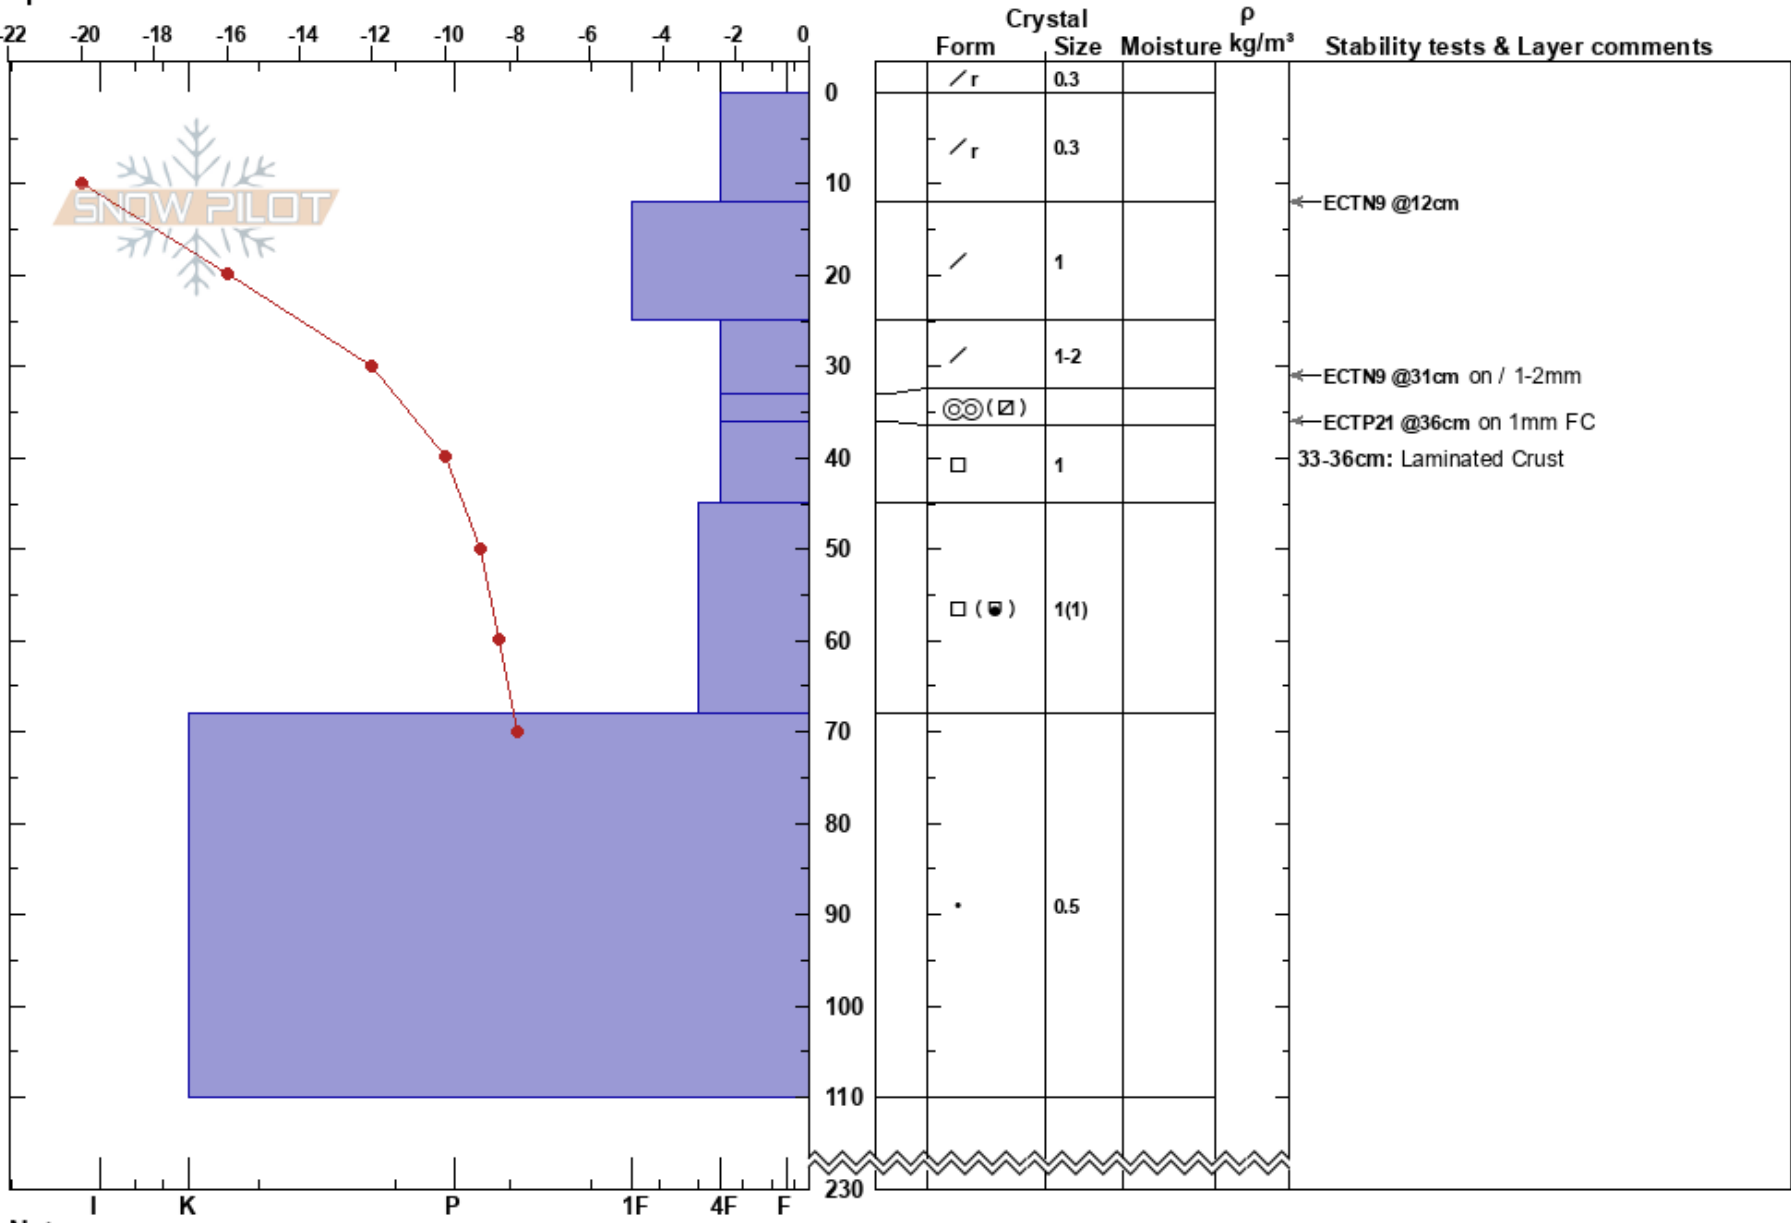 Crystal ρ
-22 -20 -18 -16 -14 -12 -10 -8 -6 -4 -2 0 Form Size Moisture kg/m³ Stability tests & Layer comments
r 0.3
0
r 0.3
10
SNOW PILOT
ECTN9 @12cm
1
20
1-2
30
ECTN9 @31cm on / 1-2mm
( )
ECTP21 @36cm on 1mm FC
40 1 33-36cm: Laminated Crust
50
( ) 1(1)
60
70
80
90 0.5
100
110
230
I K P 1F 4F F